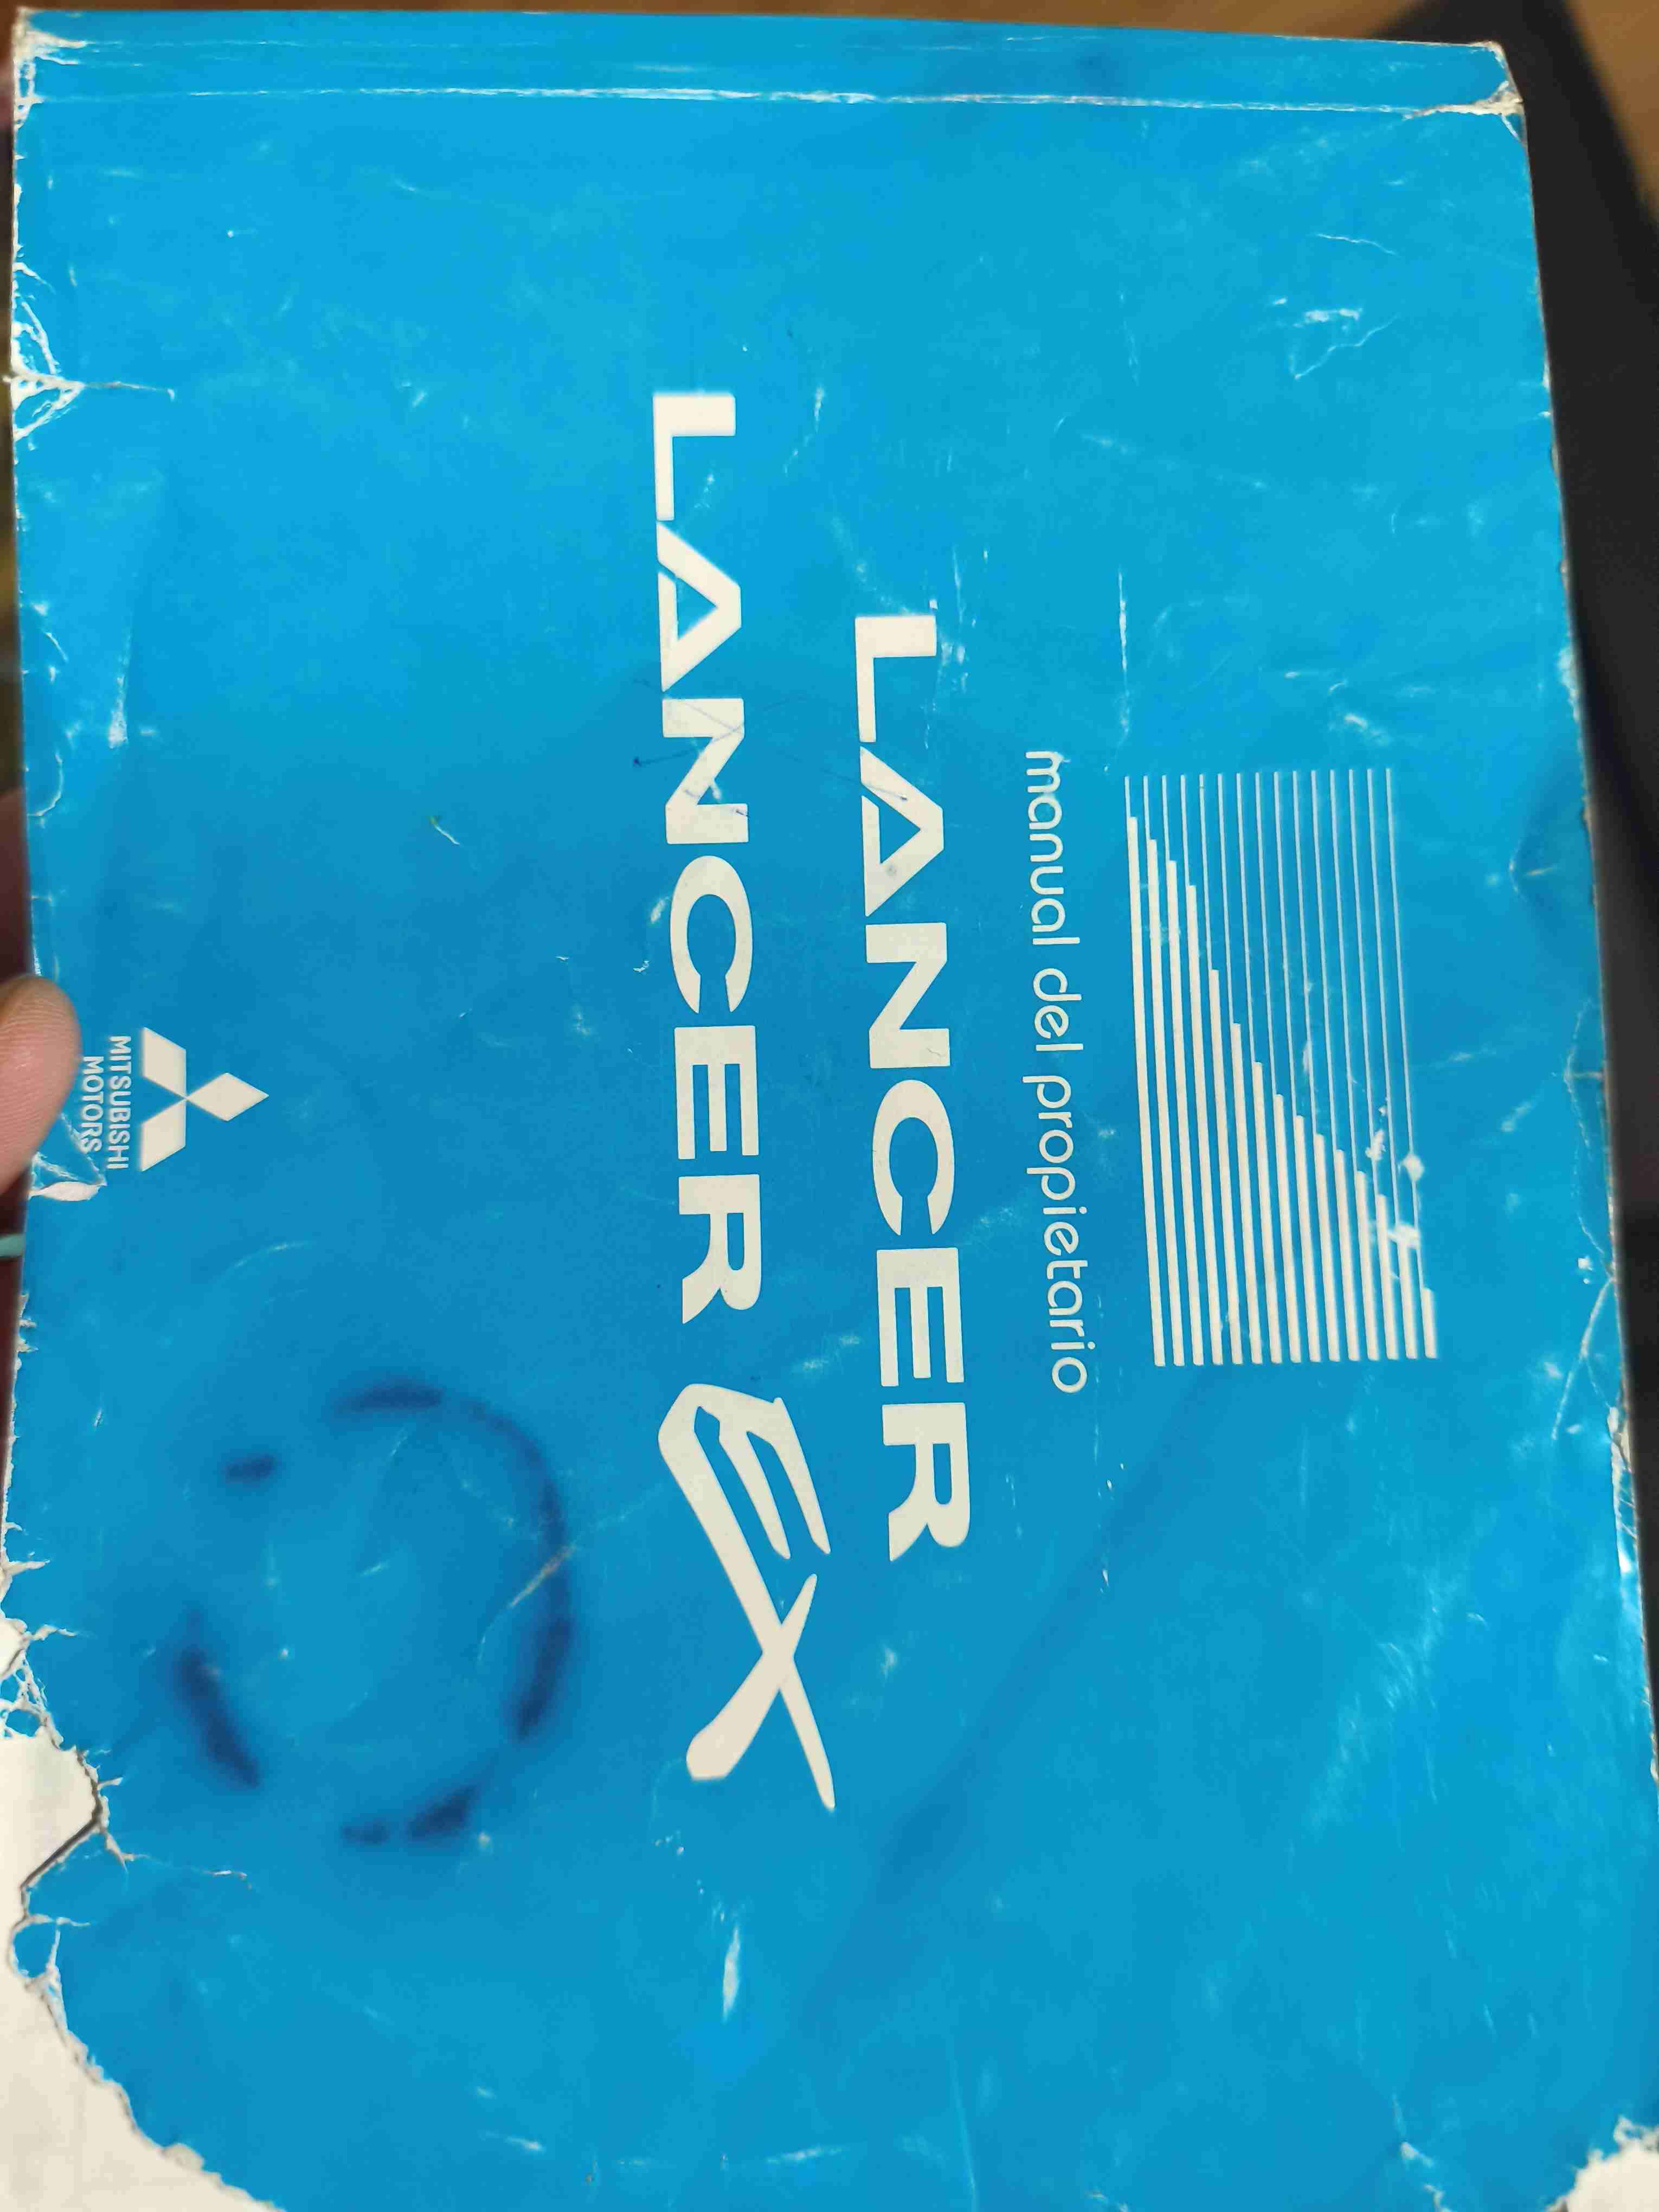 manual del propietario
LANCER
LANCER EX
MITSUBISHI
MOTORS